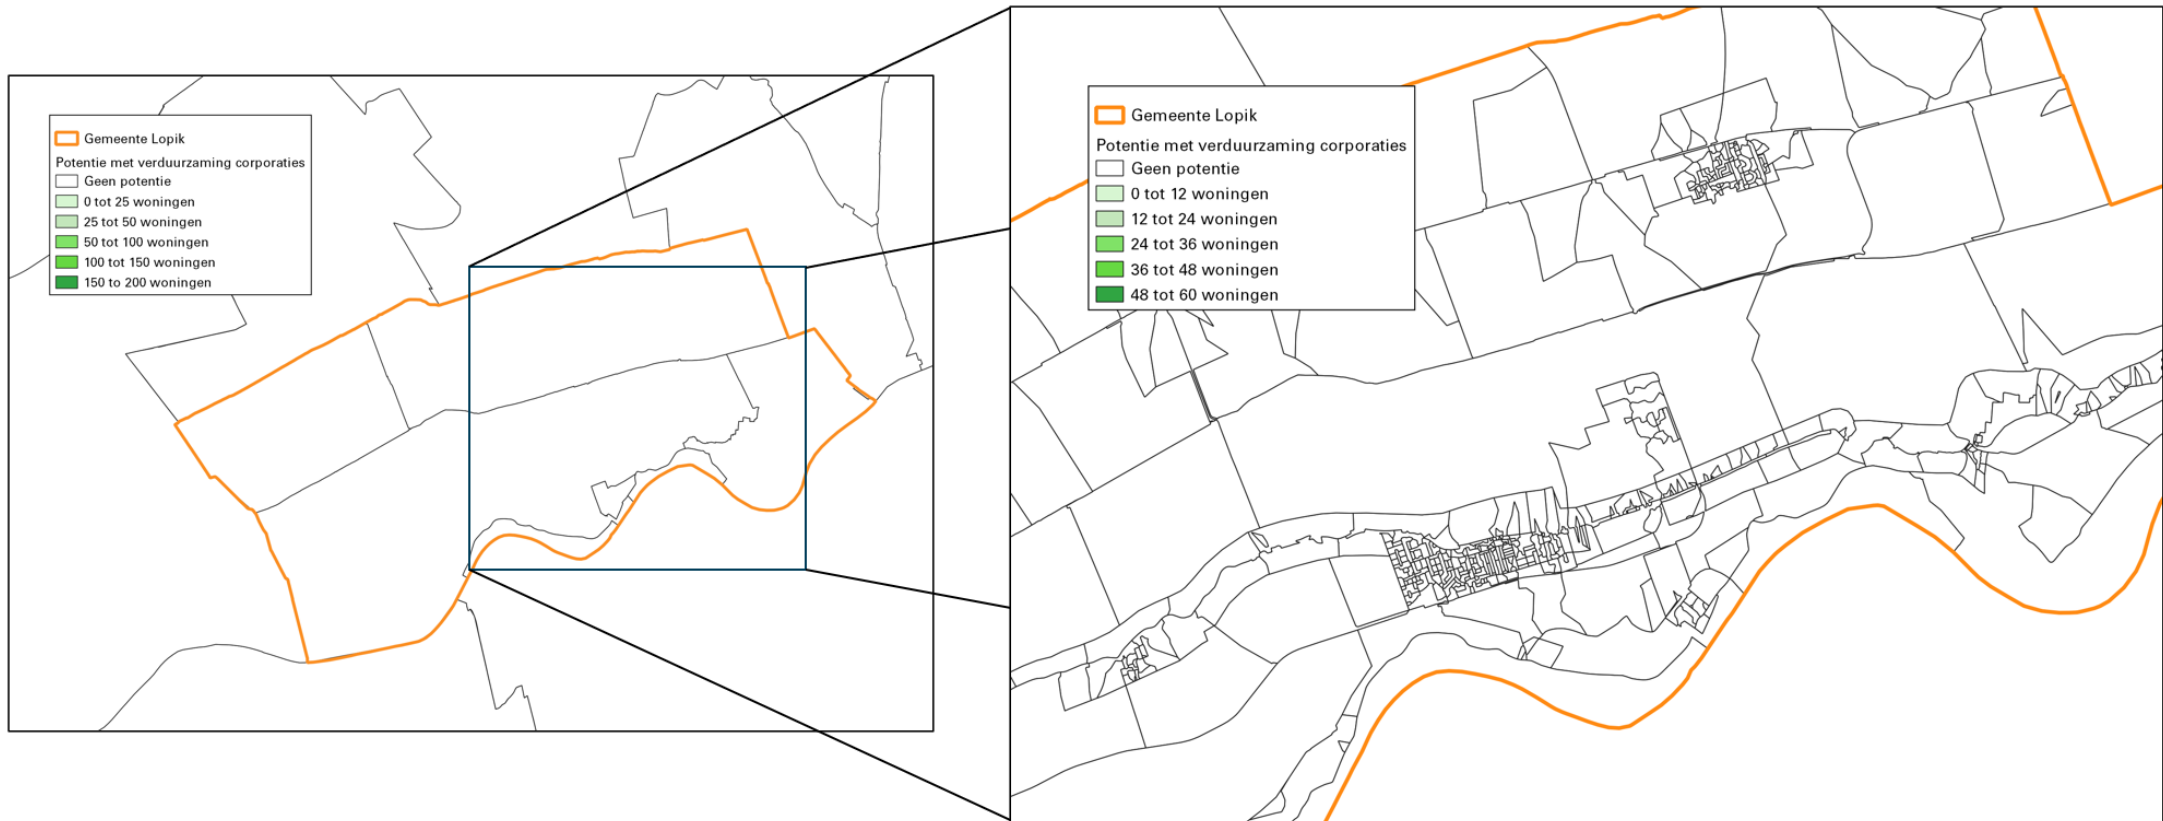 Gemeente Lopik
Potentie met verduurzaming corporaties
Geen potentie
0 tot 25 woningen
25 tot 50 woningen
50 tot 100 woningen
100 tot 150 woningen
150 to 200 woningen
Gemeente Lopik
Potentie met verduurzaming corporaties
Geen potentie
0 tot 12 woningen
12 tot 24 woningen
24 tot 36 woningen
36 tot 48 woningen
48 tot 60 woningen